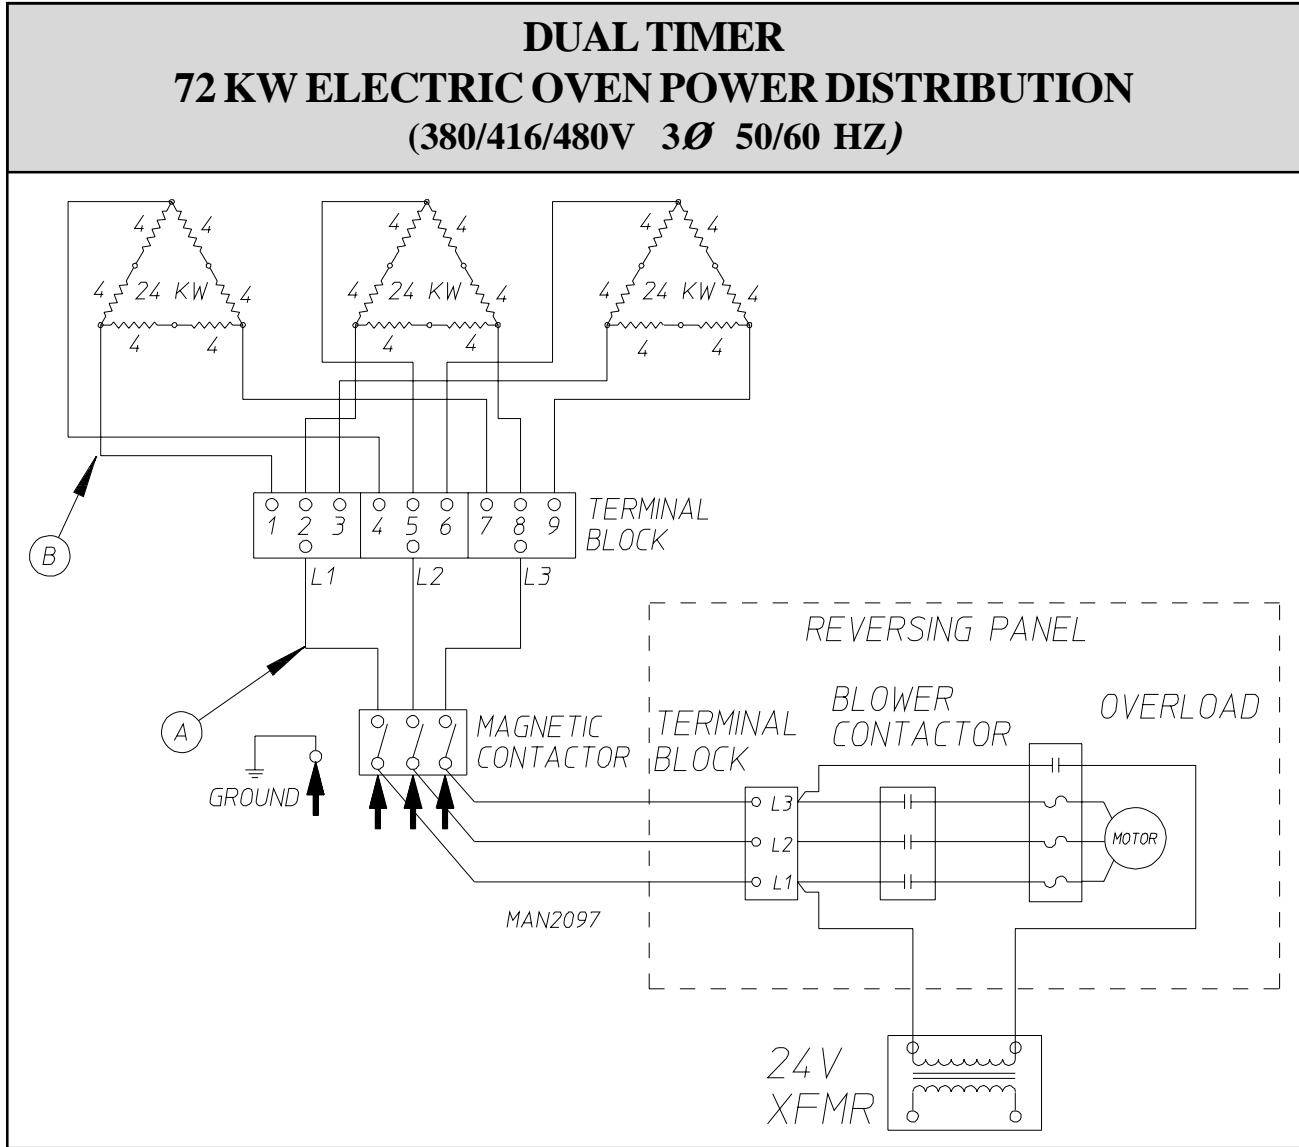 DUAL TIMER
72 KW ELECTRIC OVEN POWER DISTRIBUTION
(380/416/480V 3Ø 50/60 HZ)
4 4 4 4 4 4
4 24 KW 4 4 24 KW 4 4 24 KW 4
4 4 4 4 4 4
1 2 3 4 5 6 7 8 9
TERMINAL
BLOCK
B
L1 L2 L3
REVERSING PANEL
A
MAGNETIC
CONTACTOR
TERMINAL
BLOCK
BLOWER
CONTACTOR
OVERLOAD
GROUND
L3
L2
L1
MOTOR
MAN2097
24V
XFMR